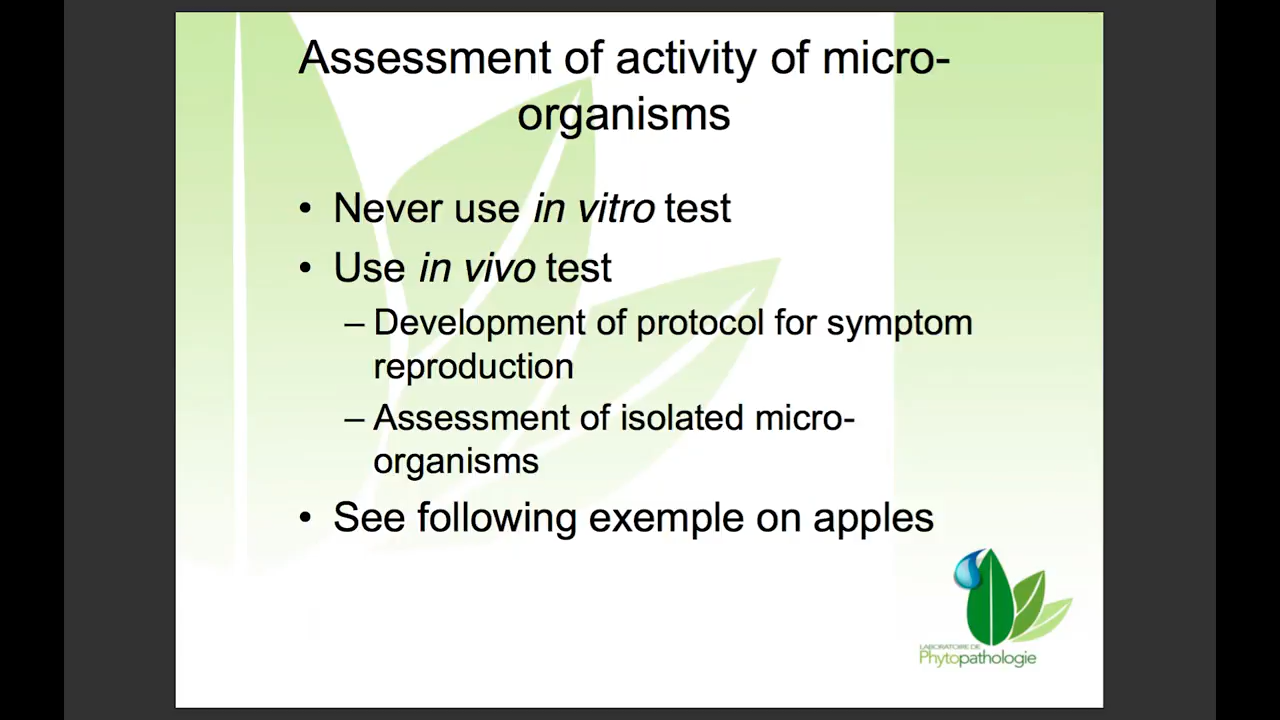 Assessment of activity of micro-
organisms
• Never use in vitro test
• Use in vivo test
– Development of protocol for symptom
reproduction
– Assessment of isolated micro-
organisms
• See following exemple on apples
LABORATOIRE DE
Phytopathologie